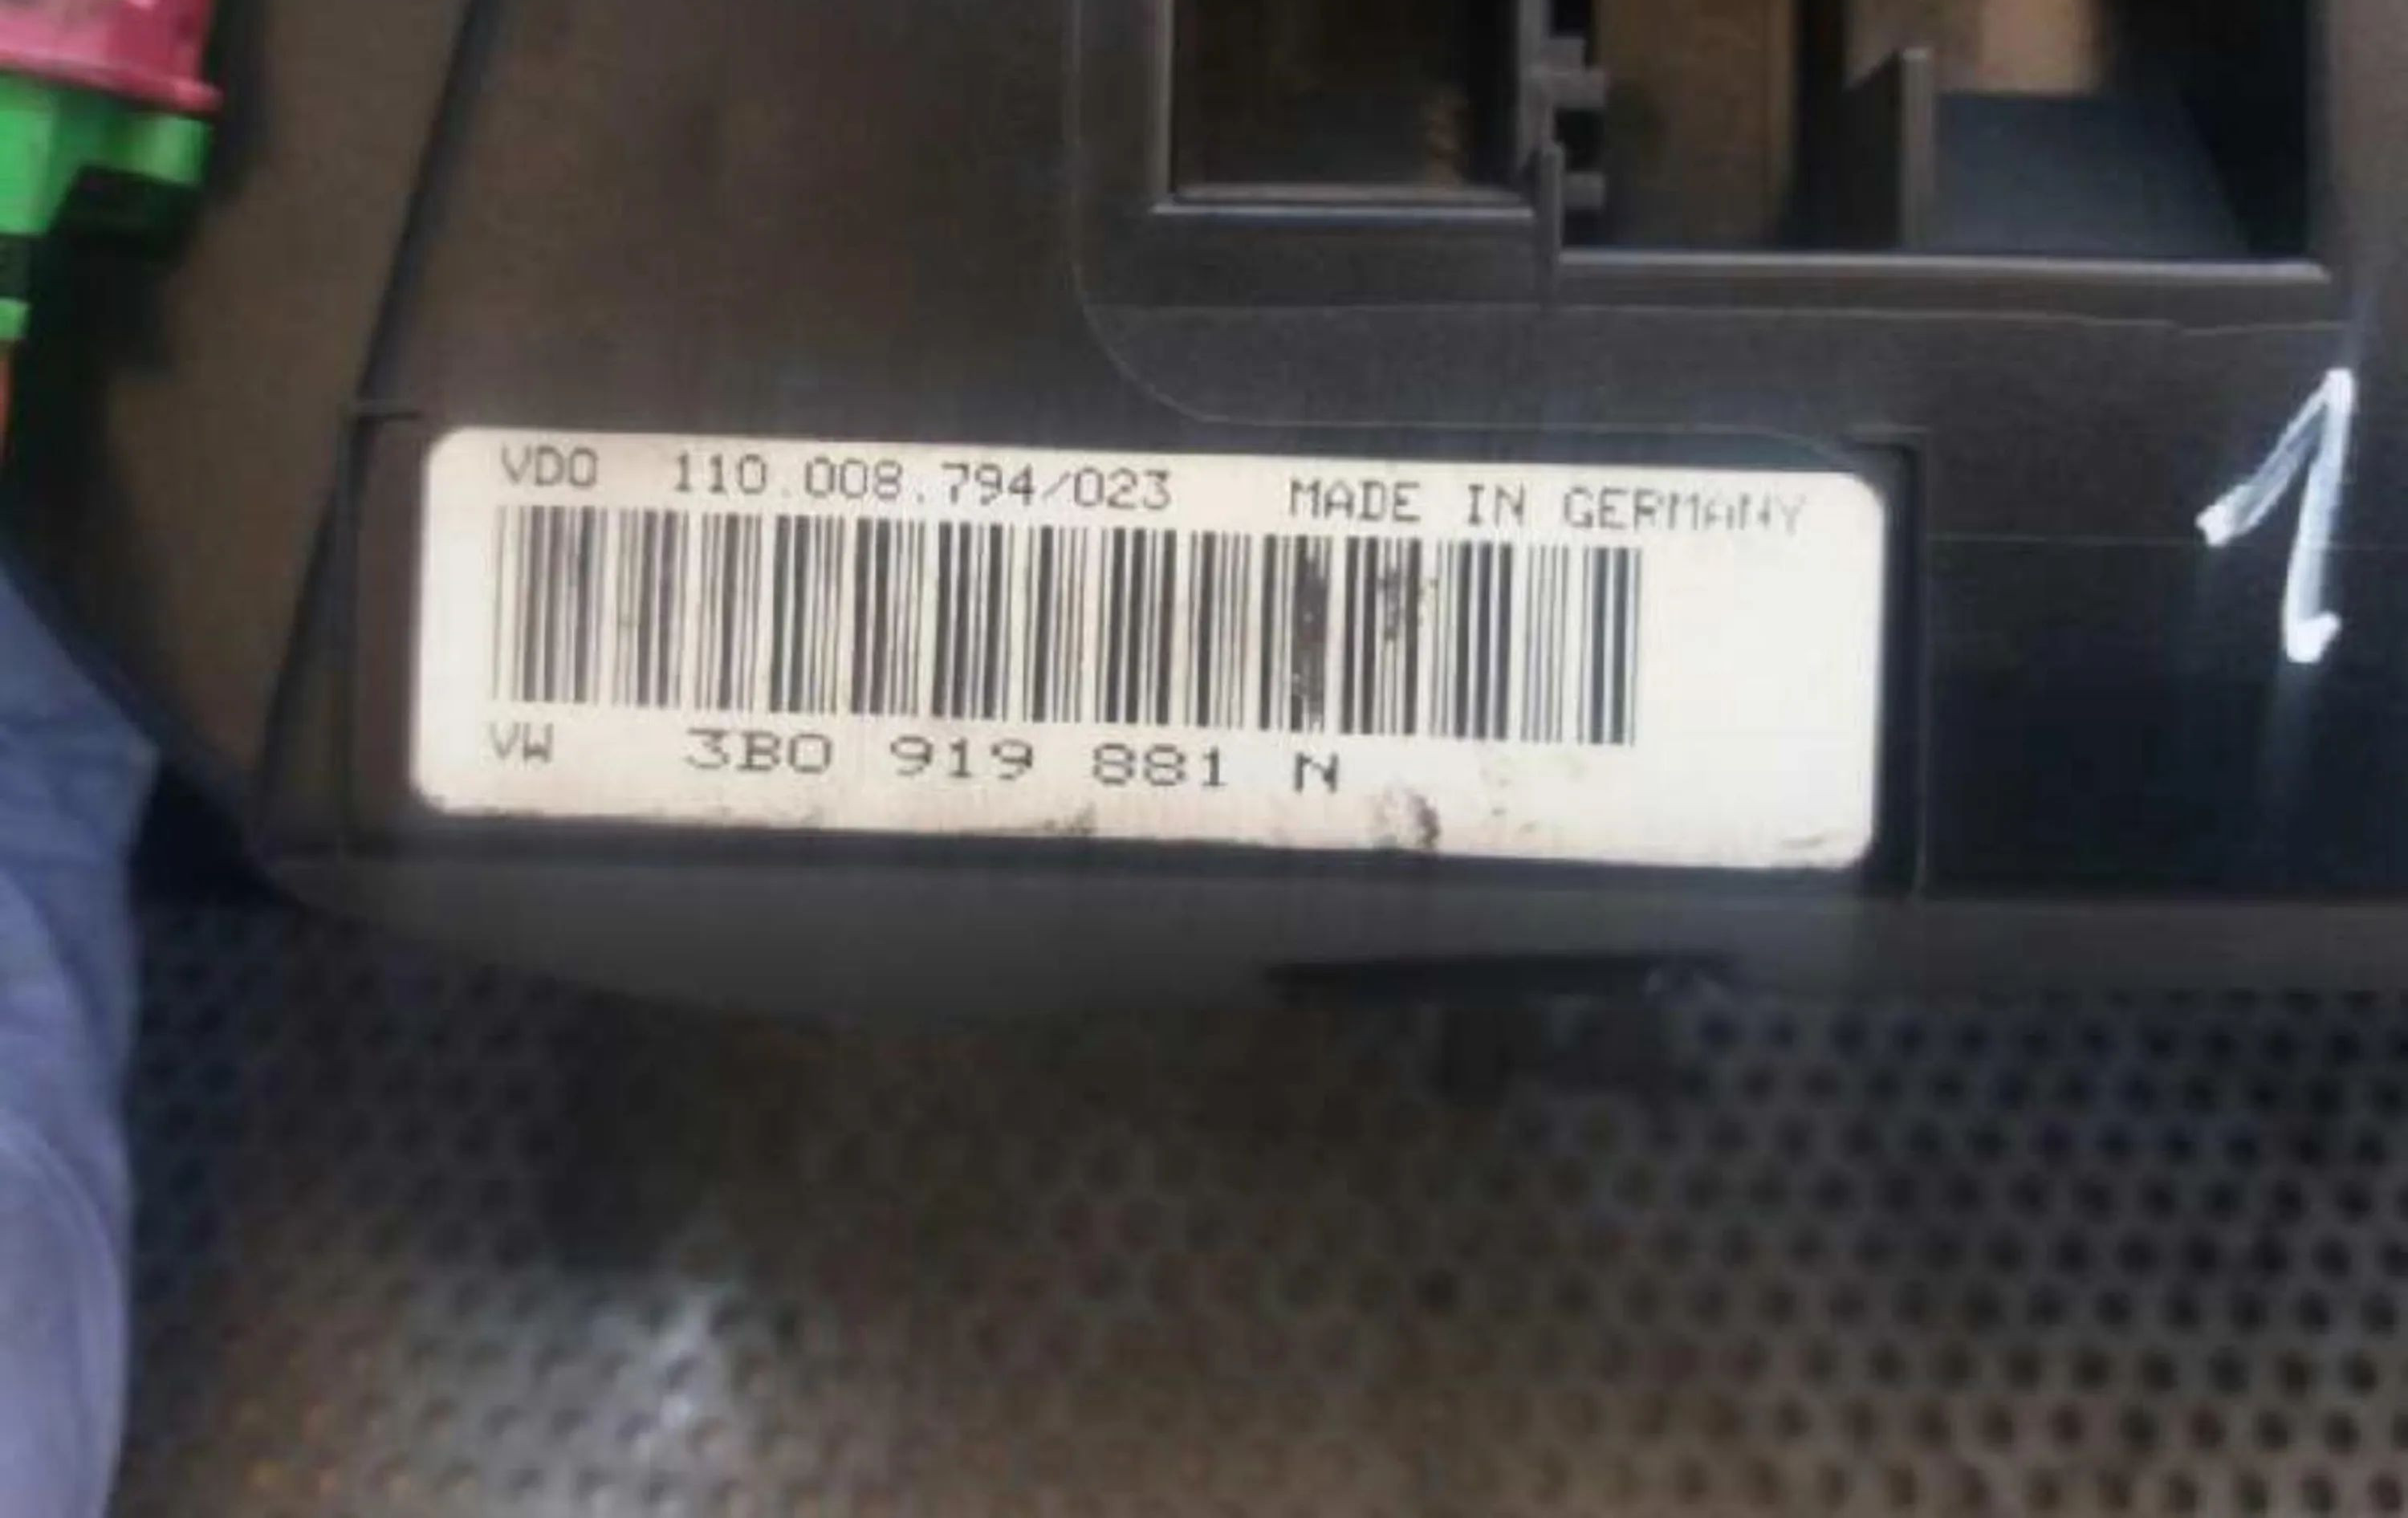 VDO 110.008.794/023 MADE IN GERMANY
VW 3B0 919 881 N
1